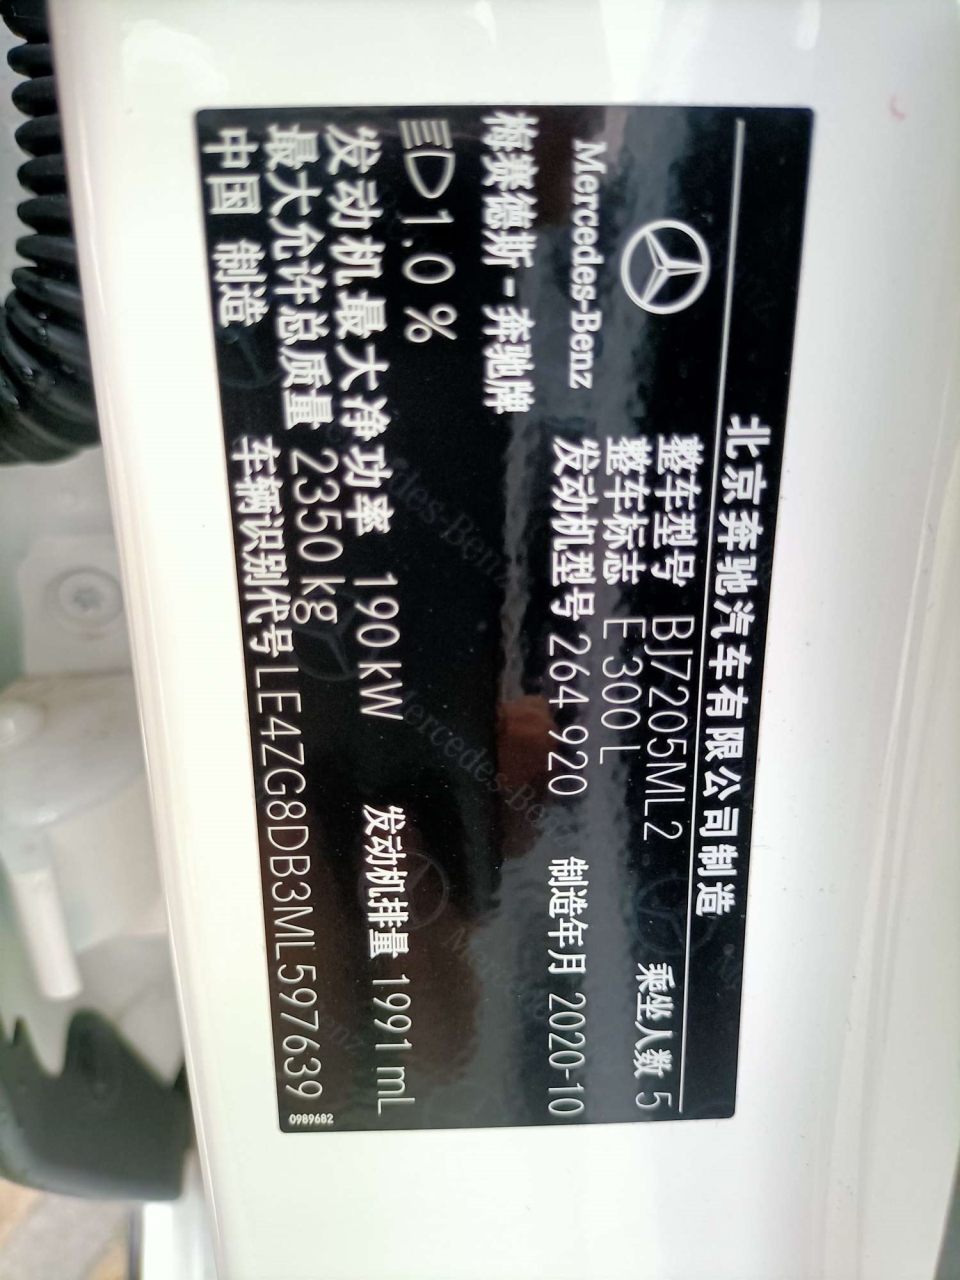 北京奔驰汽车有限公司制造
Mercedes-Benz
整车型号 BJ7205ML2 乘坐人数 5
整车标志 E 300 L
发动机型号 264 920 制造年月 2020-10
梅赛德斯-奔驰牌
1,0 %
发动机最大净功率 190 kW 发动机排量 1991 mL
最大允许总质量 2350 kg
中国 制造 车辆识别代号 LE4ZG8DB3ML597639
0989682